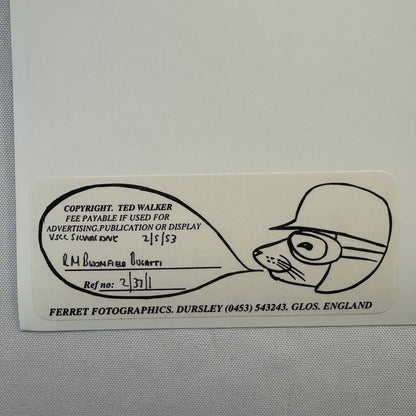 COPYRIGHT. TED WALKER
FEE PAYABLE IF USED FOR
ADVERTISING,PUBLICATION OR DISPLAY
VSCC SILVERSTONE 2/5/53
R M BLOOMFIELD BUGATTI
Ref no: 2/37/1
FERRET FOTOGRAPHICS. DURSLEY (0453) 543243. GLOS. ENGLAND